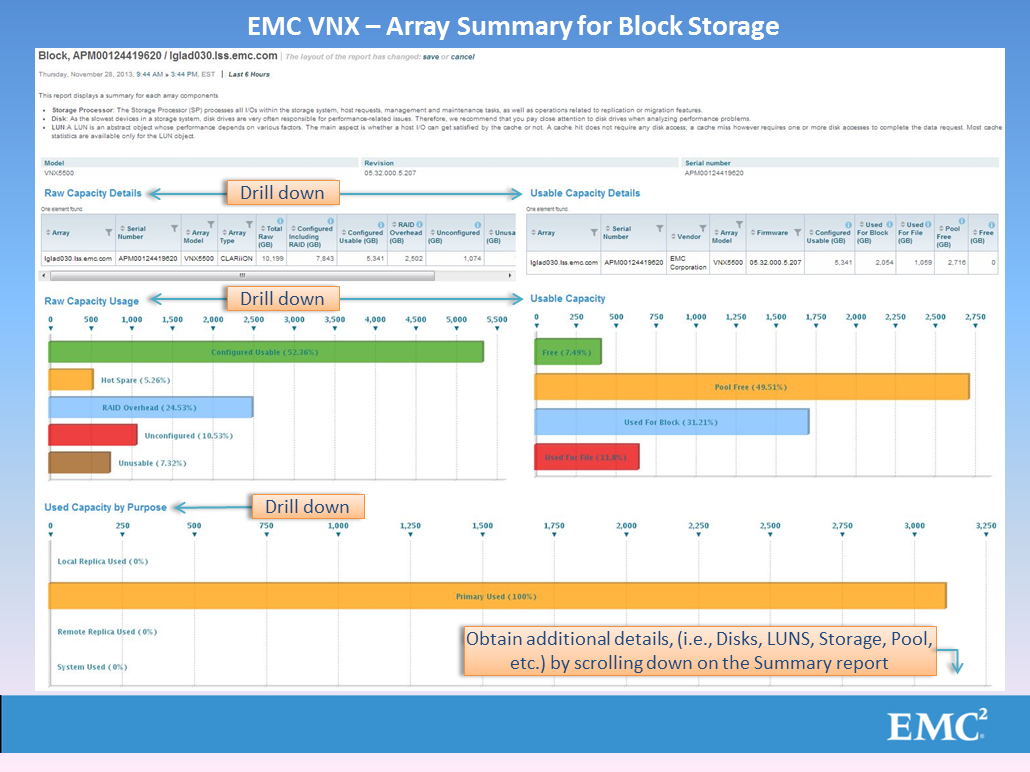 EMC VNX – Array Summary for Block Storage
Block, APM00124419620 / lglad030.lss.emc.com | The layout of the report has changed: save or cancel
Thursday, November 28, 2013, 9:44 AM » 3:44 PM, EST | Last 6 Hours
This report displays a summary for each array components
• Storage Processor: The Storage Processor (SP) processes all I/Os within the storage system, host requests, management and maintenance tasks, as well as operations related to replication or migration features.
• Disk: As the slowest devices in a storage system, disk drives are very often responsible for performance-related issues. Therefore, we recommend that you pay close attention to disk drives when analyzing performance problems.
• LUN:A LUN is an abstract object whose performance depends on various factors. The main aspect is whether a host I/O can get satisfied by the cache or not. A cache hit does not require any disk access; a cache miss however requires one or more disk accesses to complete the data request. Most cache
statistics are available only for the LUN object.
Model Revision Serial number
VNX5500 05.32.000.5.207 APM00124419620
Raw Capacity Details Drill down Usable Capacity Details
One element found. One element found.
Array Serial Number Array Model Array Type Total Raw (GB) Configured Including RAID (GB) Configured Usable (GB) RAID Overhead (GB) Unconfigured (GB) Unusa (GB)
lglad030.lss.emc.com APM00124419620 VNX5500 CLARiiON 10,199 7,843 5,341 2,502 1,074
Array Serial Number Vendor Array Model Firmware Configured Usable (GB) Used For Block (GB) Used For File (GB) Pool Free (GB) Free (GB)
lglad030.lss.emc.com APM00124419620 EMC Corporation VNX5500 05.32.000.5.207 5,341 2,054 1,059 2,716 0
Raw Capacity Usage Drill down Usable Capacity
0 500 1,000 1,500 2,000 2,500 3,000 3,500 4,000 4,500 5,000 5,500
Configured Usable (52.36%)
Hot Spare (5.26%)
RAID Overhead (24.53%)
Unconfigured (10.53%)
Unusable (7.32%)
0 250 500 750 1,000 1,250 1,500 1,750 2,000 2,250 2,500 2,750
Free (7.49%)
Pool Free (49.51%)
Used For Block (31.21%)
Used For File (11.8%)
Used Capacity by Purpose Drill down
0 250 500 750 1,000 1,250 1,500 1,750 2,000 2,250 2,500 2,750 3,000 3,250
Local Replica Used (0%)
Primary Used (100%)
Remote Replica Used (0%)
System Used (0%)
Obtain additional details, (i.e., Disks, LUNS, Storage, Pool,
etc.) by scrolling down on the Summary report
EMC²